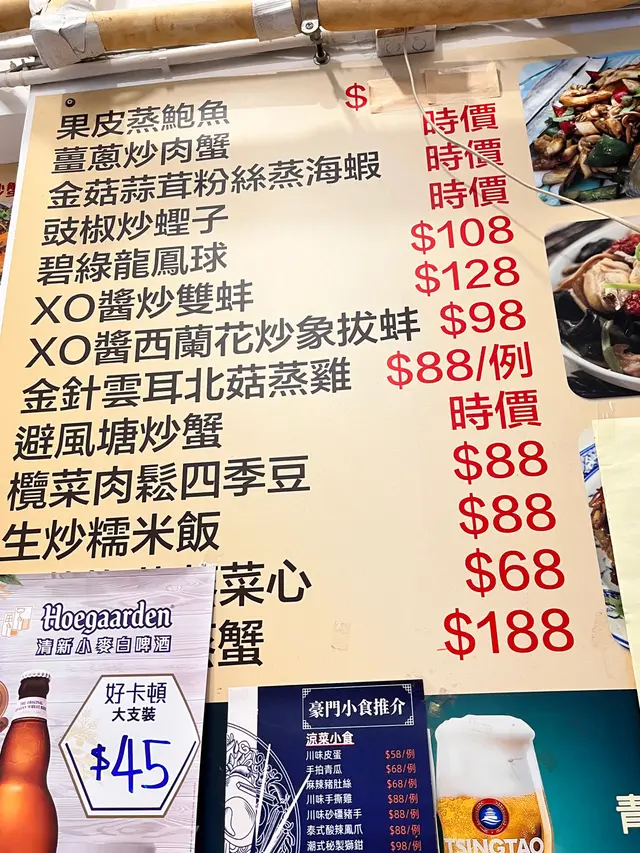 果皮蒸鮑魚 $
薑蔥炒肉蟹 時價
金菇蒜茸粉絲蒸海蝦 時價
豉椒炒蟶子 時價
碧綠龍鳳球 $108
XO醬炒雙蚌 $128
XO醬西蘭花炒象拔蚌 $98
金針雲耳北菇蒸雞 $88/例
避風塘炒蟹 時價
欖菜肉鬆四季豆 $88
生炒糯米飯 $88
菜心 $68
蟹 $188
Hoegaarden
清新小麥白啤酒
好卡頓
大支裝
$45
豪門小食推介
涼菜小食
川味皮蛋 $58/例
手拍青瓜 $68/例
麻辣豬肚絲 $68/例
川味手撕雞 $88/例
川味砂薑豬手 $88/例
泰式酸辣鳳爪 $88/例
潮式秘製獅鉗 $98/例
TSINGTAO
青